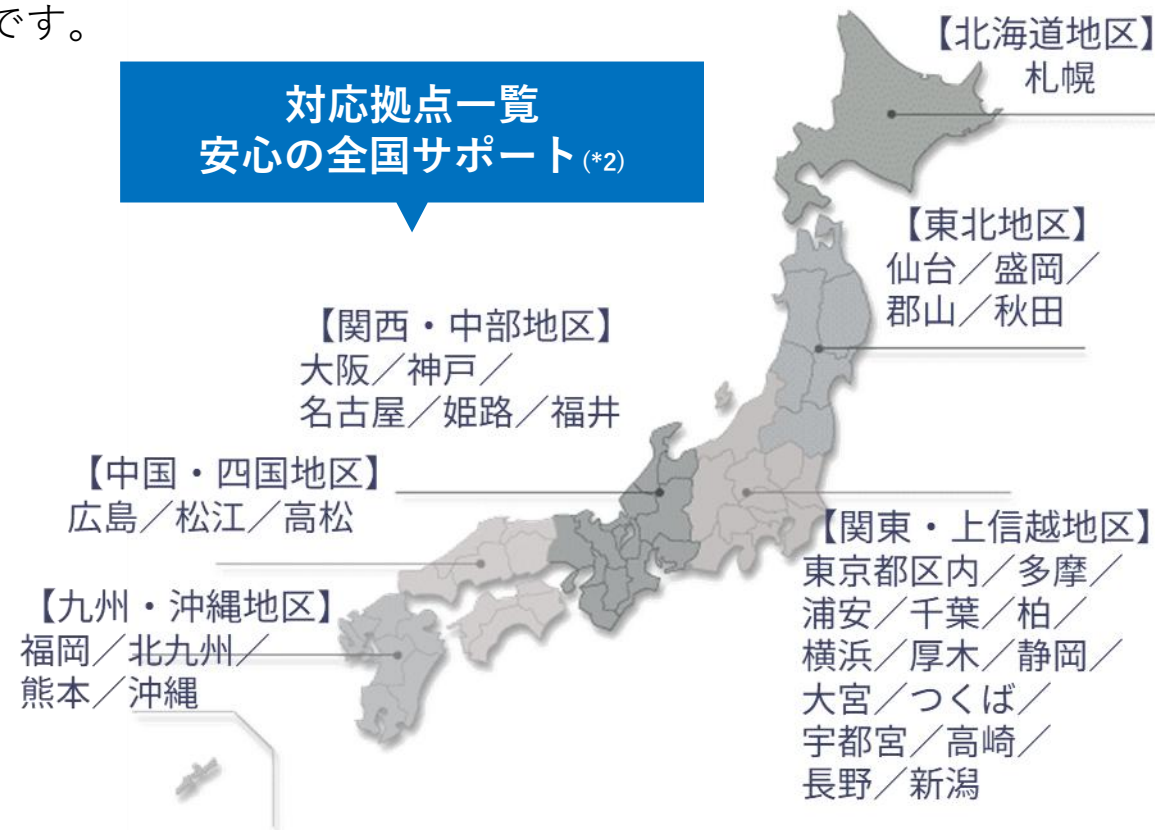 です。
対応拠点一覧
安心の全国サポート(*2)
【北海道地区】
札幌
【東北地区】
仙台／盛岡／
郡山／秋田
【関西・中部地区】
大阪／神戸／
名古屋／姫路／福井
【中国・四国地区】
広島／松江／高松
【関東・上信越地区】
東京都区内／多摩／
浦安／千葉／柏／
横浜／厚木／静岡／
大宮／つくば／
宇都宮／高崎／
長野／新潟
【九州・沖縄地区】
福岡／北九州／
熊本／沖縄